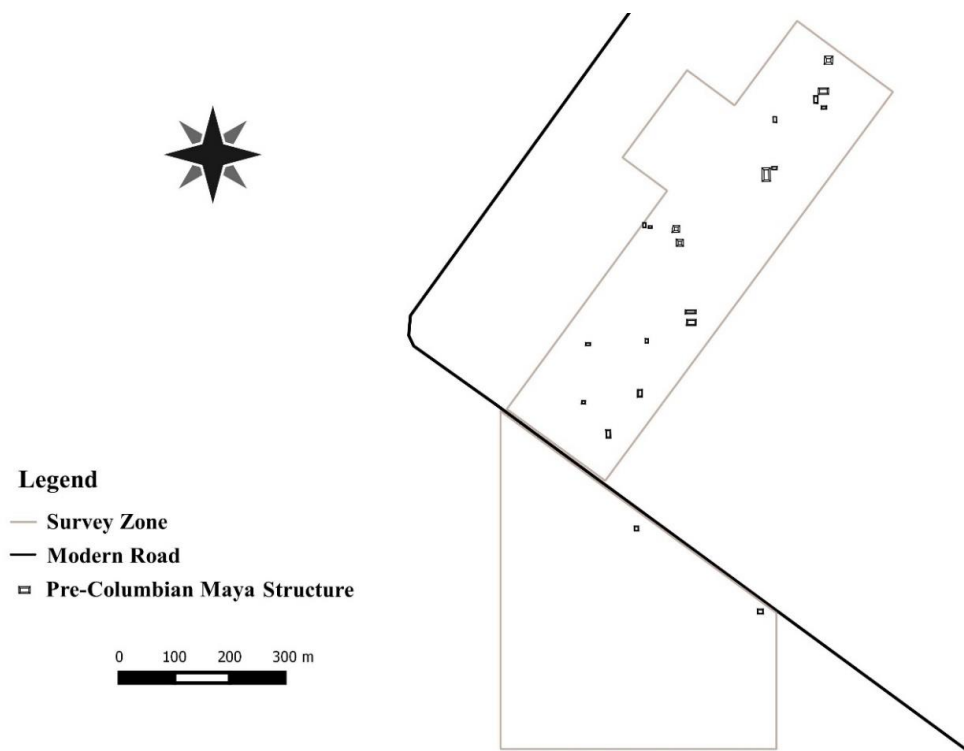 Legend
Survey Zone
Modern Road
Pre-Columbian Maya Structure
0 100 200 300 m